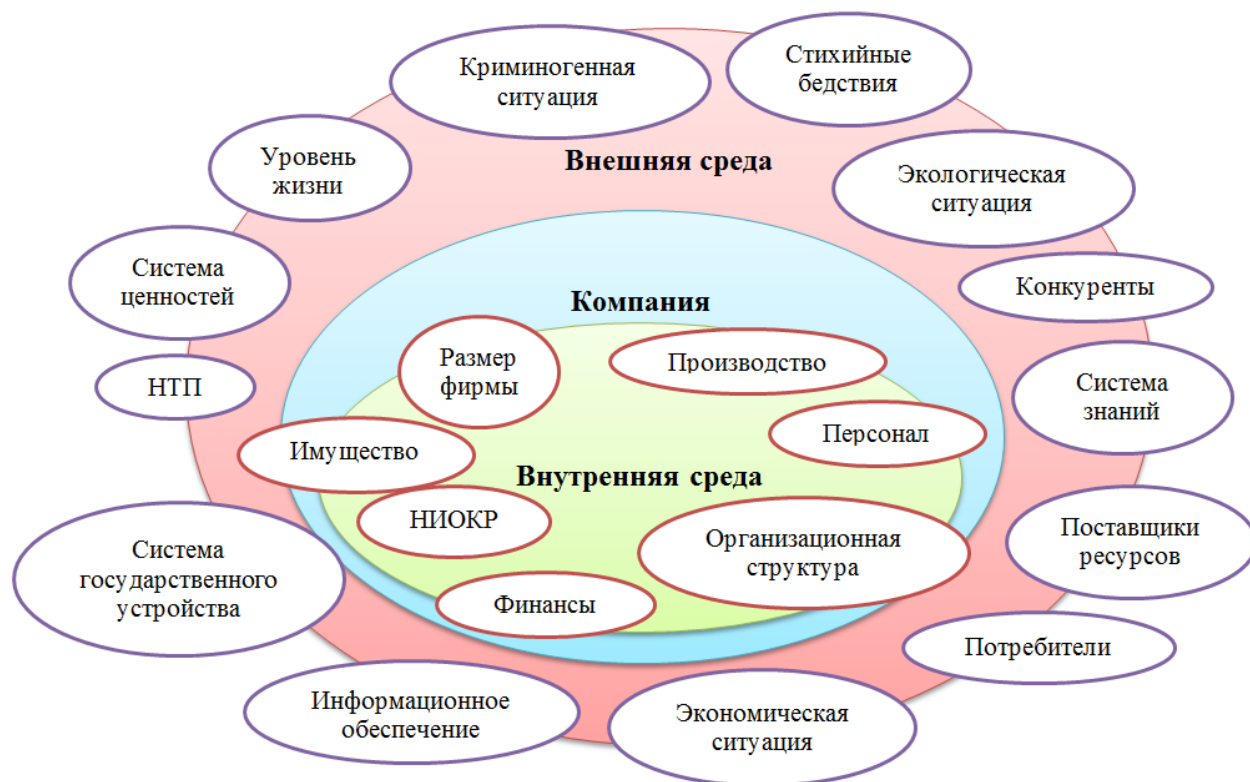 Криминогенная
ситуация
Стихийные
бедствия
Уровень
жизни
Внешняя среда
Экологическая
ситуация
Система
ценностей
Конкуренты
Компания
Размер
фирмы
Производство
НТП
Система
знаний
Имущество
Персонал
Внутренняя среда
НИОКР
Организационная
структура
Поставщики
ресурсов
Система
государственного
устройства
Финансы
Потребители
Информационное
обеспечение
Экономическая
ситуация